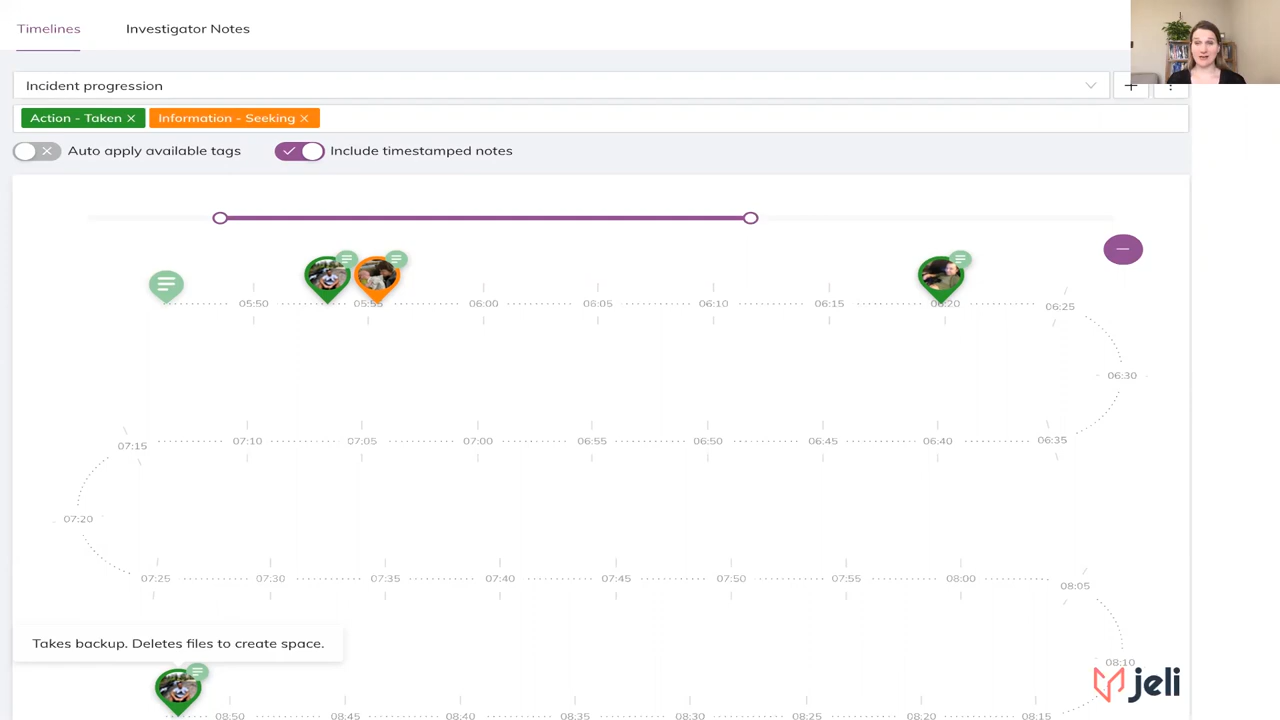 Timelines Investigator Notes
Incident progression
Action - Taken Information - Seeking
Auto apply available tags Include timestamped notes
05:50 05:55 06:00 08:05 06:10 06:15 06:20 06:25
06:30
07:15 07:10 07:05 07:00 06:55 06:50 06:45 06:40 06:35
07:20
07:25 07:30 07:35 07:40 07:45 07:50 07:55 08:00 08:05
Takes backup. Deletes files to create space.
08:10
jeli
08:50 08:45 08:40 08:35 08:30 08:25 08:20 08:15